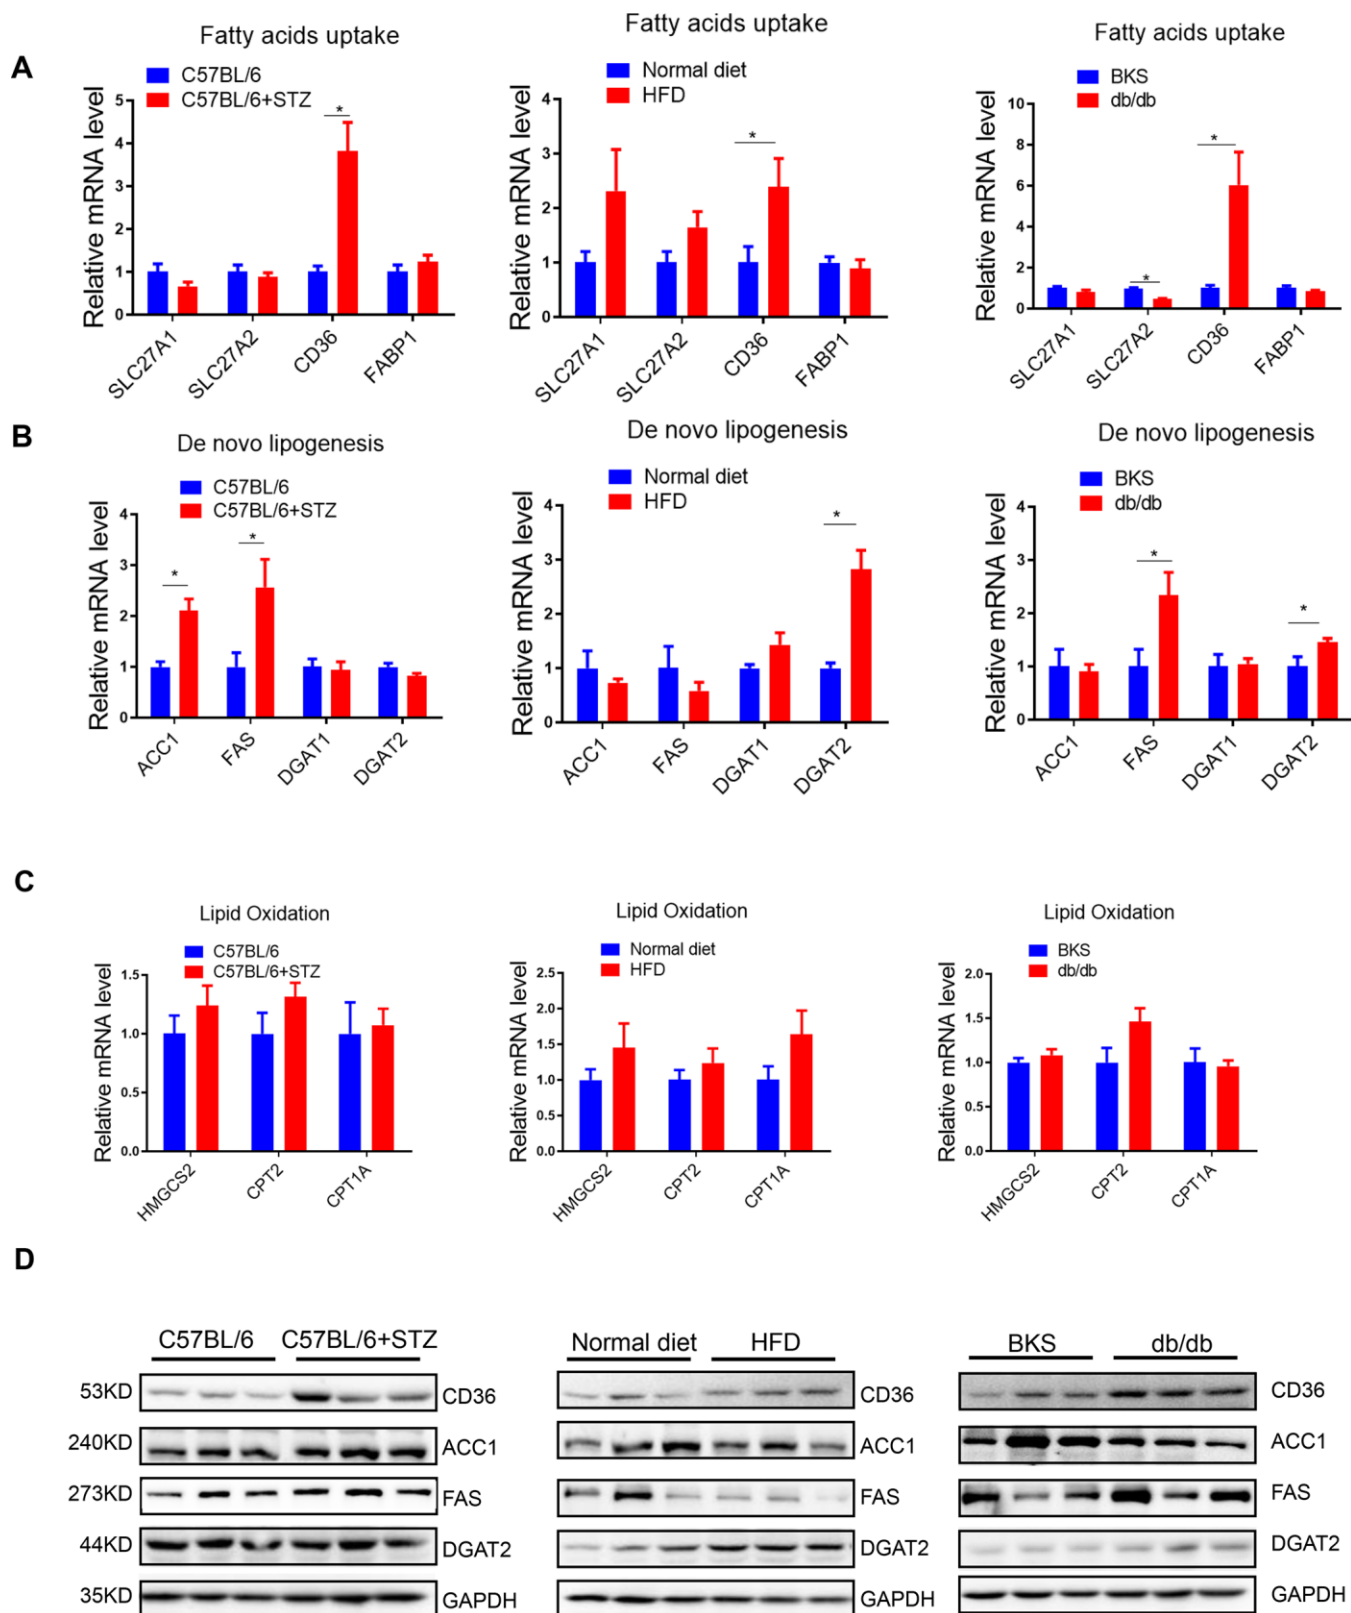 A
Fatty acids uptake
C57BL/6
C57BL/6+STZ
Relative mRNA level
5
4
3
2
1
0
*
SLC27A1
SLC27A2
CD36
FABP1
Fatty acids uptake
Normal diet
HFD
Relative mRNA level
4
3
2
1
0
*
SLC27A1
SLC27A2
CD36
FABP1
Fatty acids uptake
BKS
db/db
Relative mRNA level
10
8
6
4
2
0
*
*
SLC27A1
SLC27A2
CD36
FABP1
B
De novo lipogenesis
C57BL/6
C57BL/6+STZ
Relative mRNA level
4
3
2
1
0
*
*
ACC1
FAS
DGAT1
DGAT2
De novo lipogenesis
Normal diet
HFD
Relative mRNA level
4
3
2
1
0
*
ACC1
FAS
DGAT1
DGAT2
De novo lipogenesis
BKS
db/db
Relative mRNA level
4
3
2
1
0
*
*
ACC1
FAS
DGAT1
DGAT2
C
Lipid Oxidation
C57BL/6
C57BL/6+STZ
Relative mRNA level
1.5
1.0
0.5
0.0
HMGCS2
CPT2
CPT1A
Lipid Oxidation
Normal diet
HFD
Relative mRNA level
2.5
2.0
1.5
1.0
0.5
0.0
HMGCS2
CPT2
CPT1A
Lipid Oxidation
BKS
db/db
Relative mRNA level
2.0
1.5
1.0
0.5
0.0
HMGCS2
CPT2
CPT1A
D
C57BL/6 C57BL/6+STZ
53KD CD36
240KD ACC1
273KD FAS
44KD DGAT2
35KD GAPDH
Normal diet HFD
CD36
ACC1
FAS
DGAT2
GAPDH
BKS db/db
CD36
ACC1
FAS
DGAT2
GAPDH